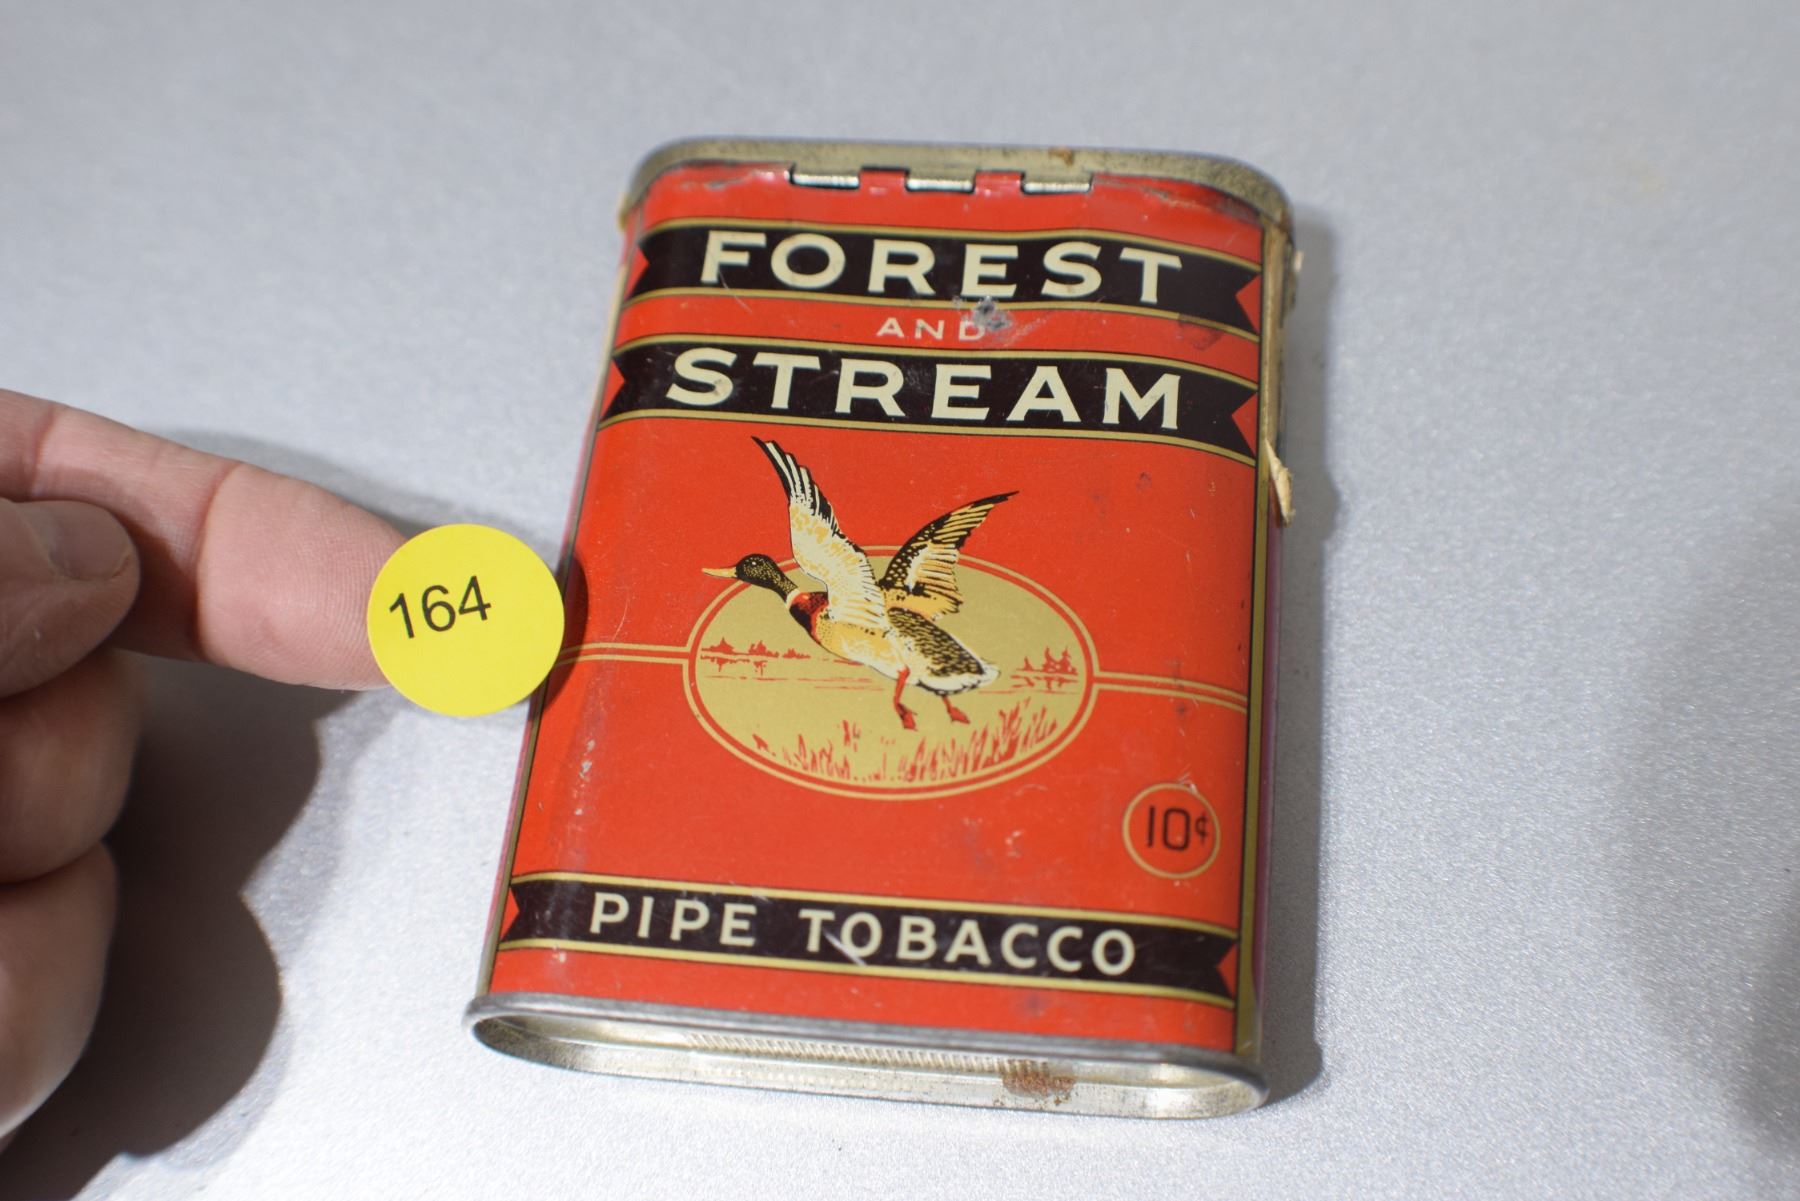 FOREST
AND
STREAM
164
10¢
PIPE TOBACCO